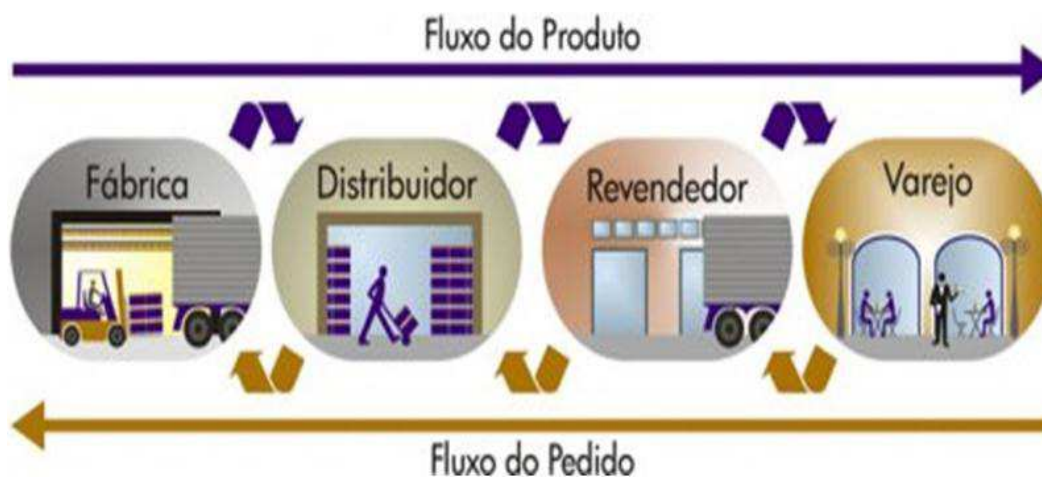 Fluxo do Produto
Fábrica
Distribuidor
Revendedor
Varejo
Fluxo do Pedido